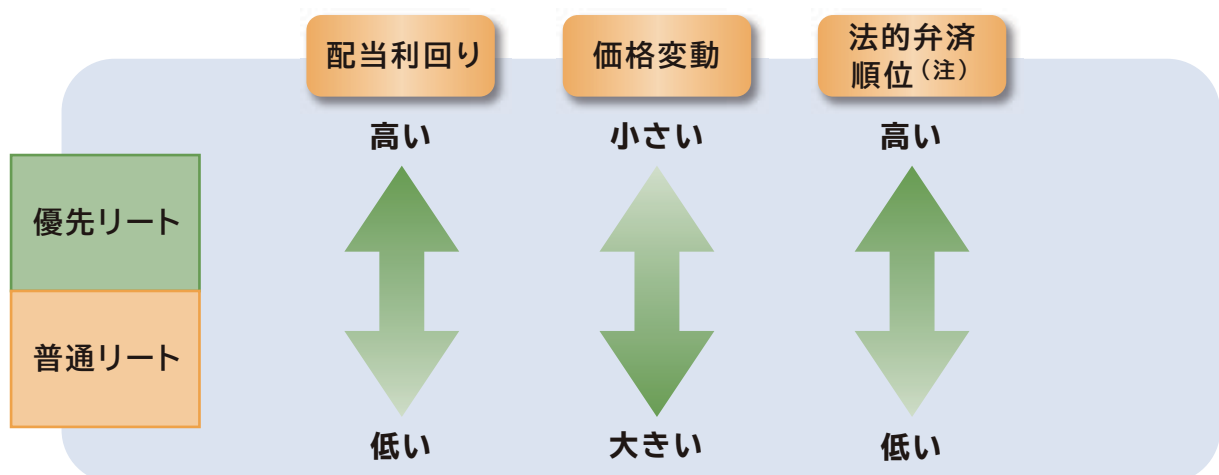 配当利回り
価格変動
法的弁済
順位(注)
高い
小さい
高い
優先リート
普通リート
低い
大きい
低い